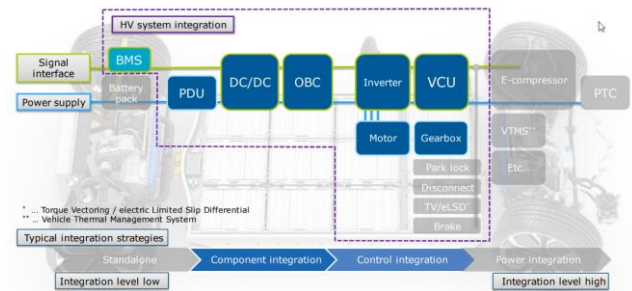 HV system integration
Signal interface
BMS
Battery pack
Power supply
PDU
DC/DC
OBC
Inverter
VCU
E-compressor
PTC
Motor
Gearbox
VTMS**
Park lock
Etc...
Disconnect
TV/eLSD*
Brake
* ... Torque Vectoring / electric Limited Slip Differential
** ... Vehicle Thermal Management System
Typical integration strategies
Standalone
Component integration
Control integration
Power integration
Integration level low
Integration level high